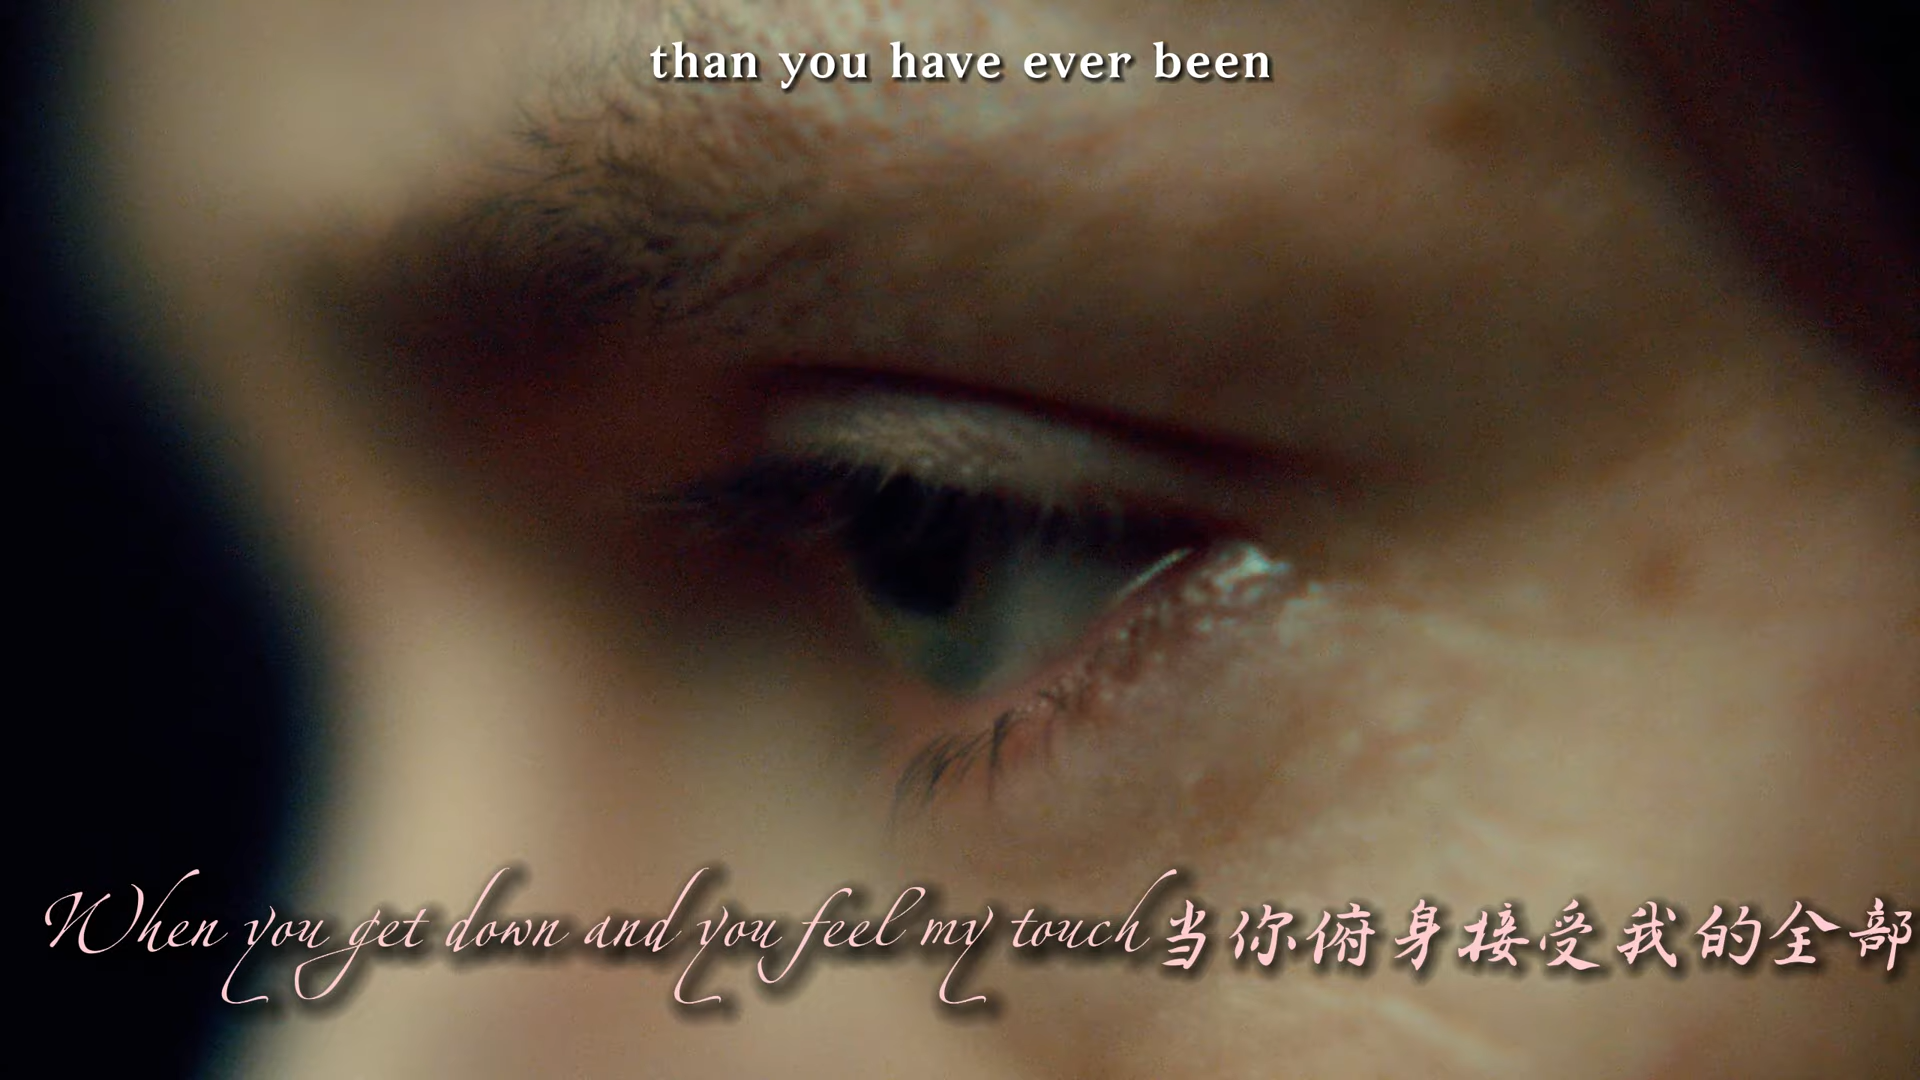 than you have ever been
When you get down and you feel my touch当你俯身接受我的全部